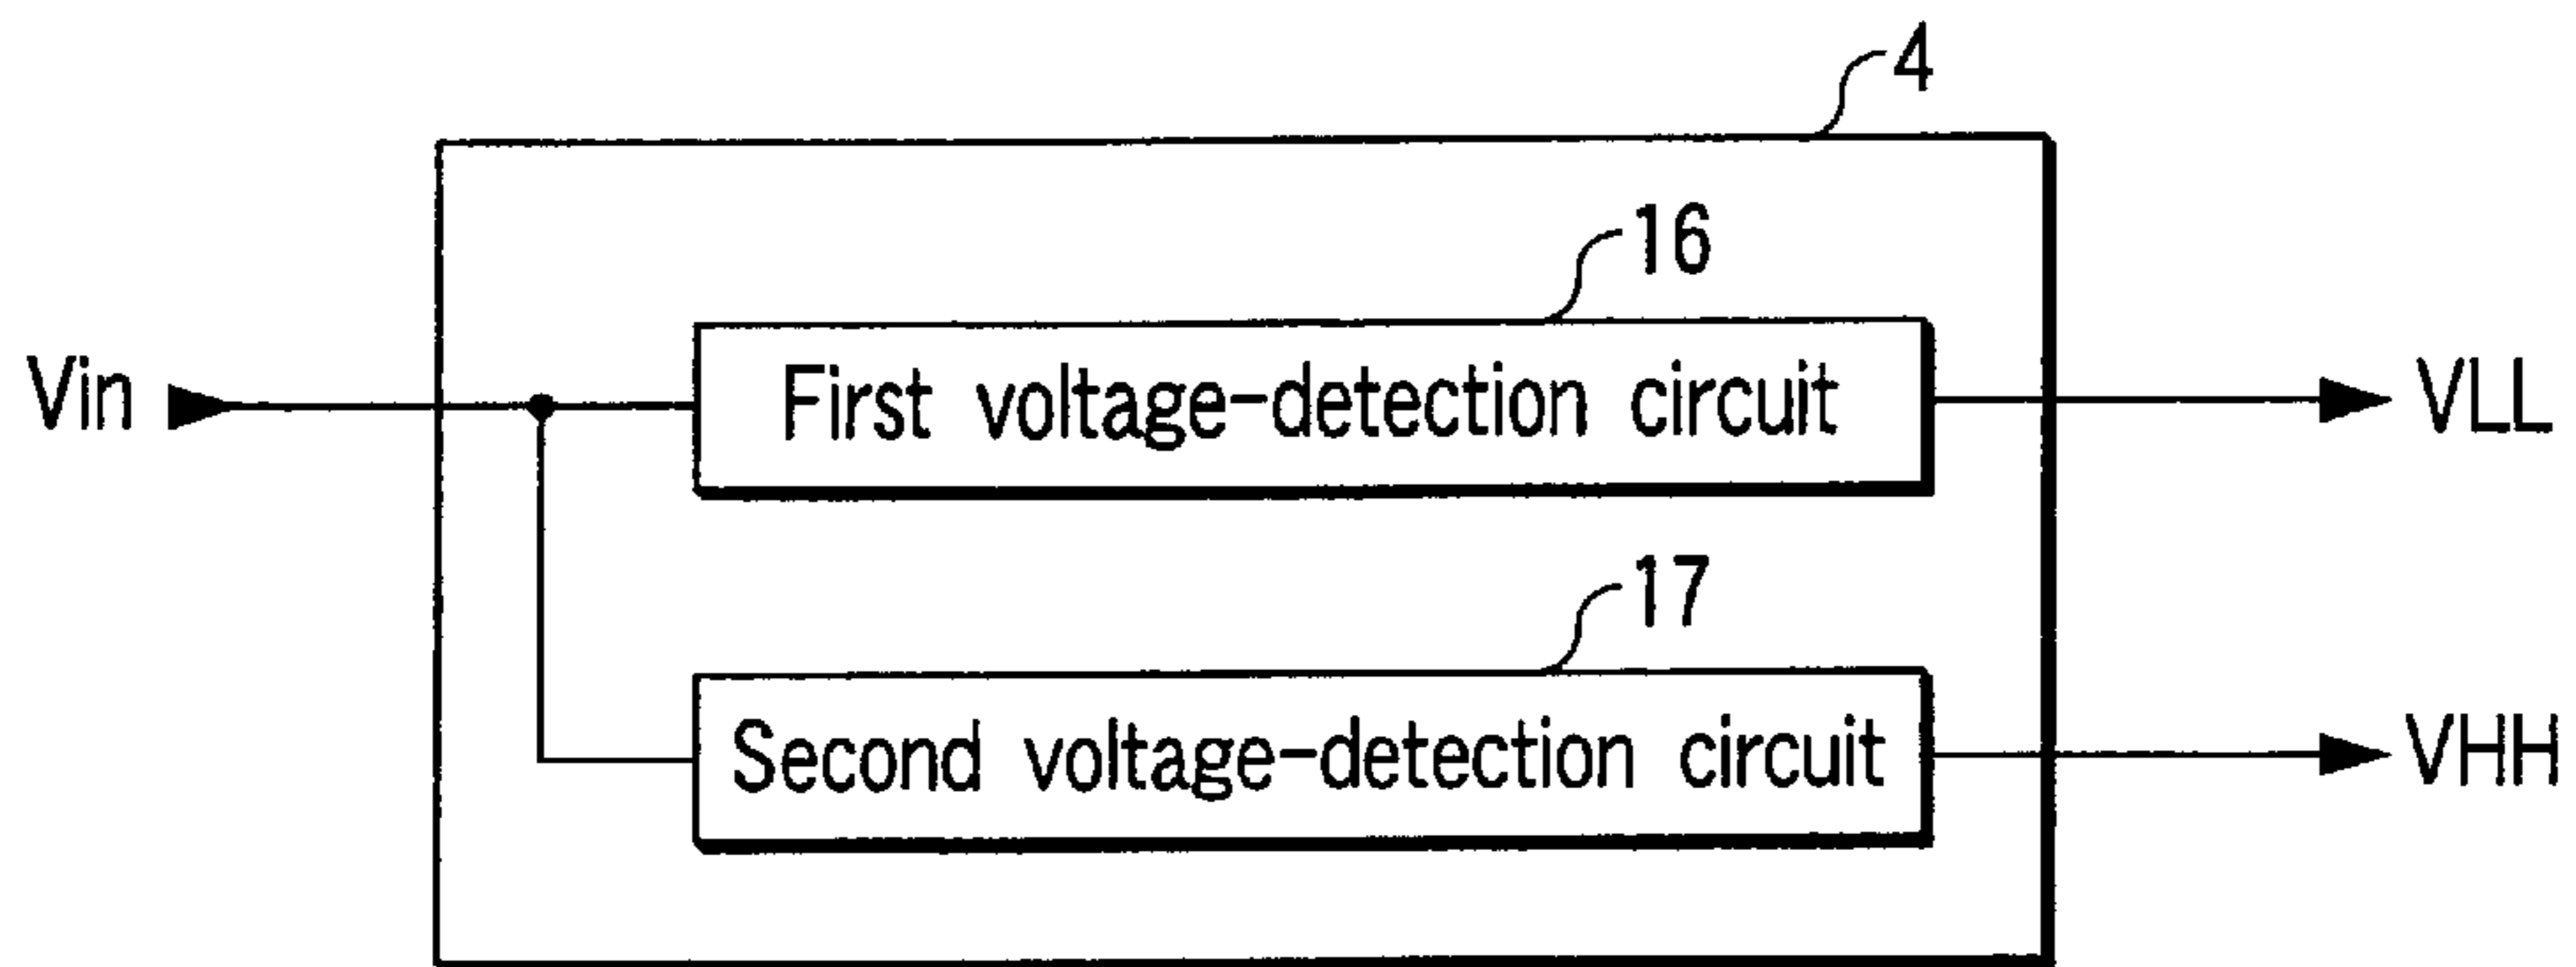 4
16
Vin
First voltage-detection circuit
VLL
17
Second voltage-detection circuit
VHH